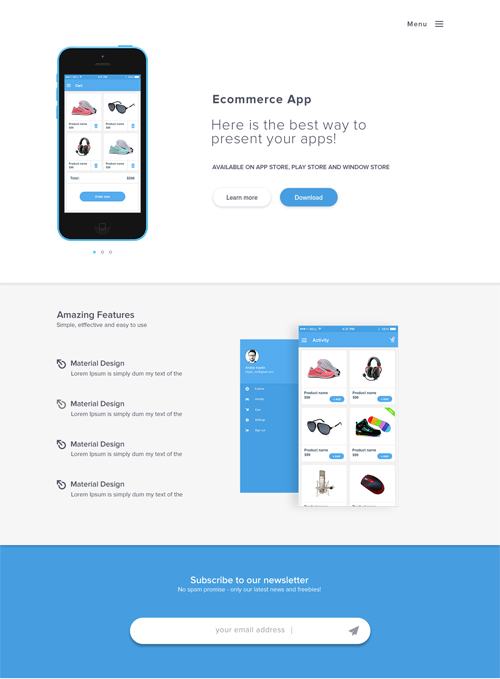 Menu
Cart
Product name
$99
Product name
$99
Product name
$99
Product name
$99
Total:
Order now
Ecommerce App
Here is the best way to
present your apps!
AVAILABLE ON APP STORE, PLAY STORE AND WINDOW STORE
Learn more
Download
Amazing Features
Simple, etffective and easy to use
Material Design
Lorem Ipsum is simply dum my text of the
Material Design
Lorem Ipsum is simply dum my text of the
Material Design
Lorem Ipsum is simply dum my text of the
Material Design
Lorem Ipsum is simply dum my text of the
Activity
Product name
$99
Product name
$99
Product name
$99
Product name
$99
Subscribe to our newsletter
No spam promise - only our latest news and freebies!
your email address |